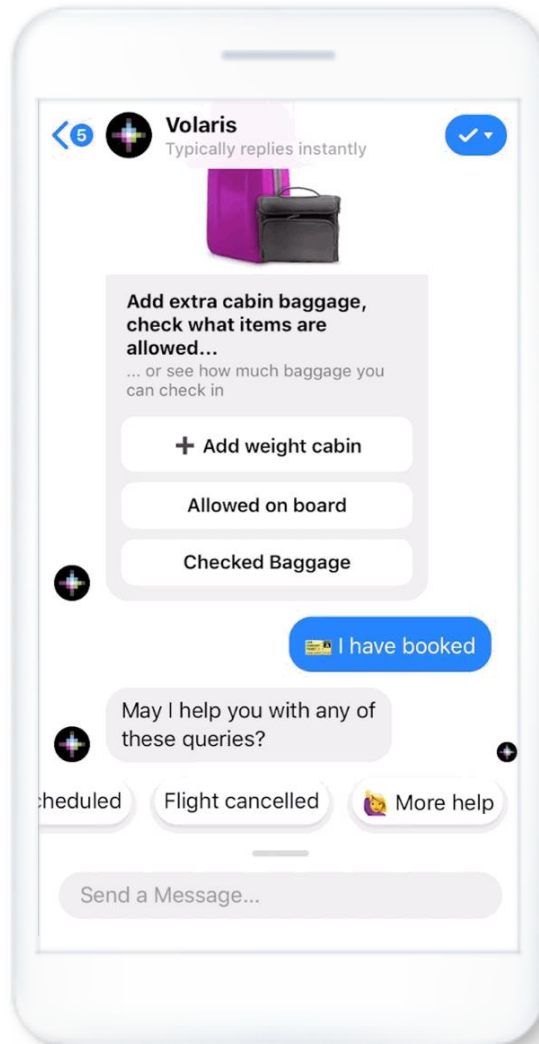 5
Volaris
Typically replies instantly
Add extra cabin baggage,
check what items are
allowed...
... or see how much baggage you
can check in
➕ Add weight cabin
Allowed on board
Checked Baggage
🎫 I have booked
May I help you with any of
these queries?
cheduled
Flight cancelled
🙋‍♀️ More help
Send a Message...